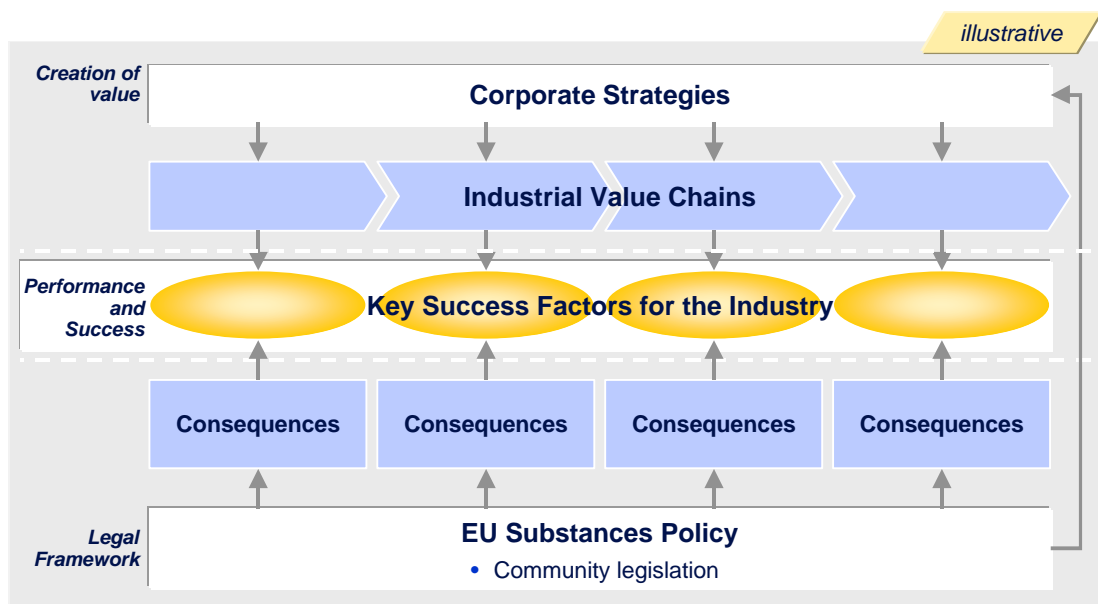 illustrative
Creation of
value
Corporate Strategies
Industrial Value Chains
Performance
and
Success
Key Success Factors for the Industry
Consequences
Consequences
Consequences
Consequences
Legal
Framework
EU Substances Policy
• Community legislation